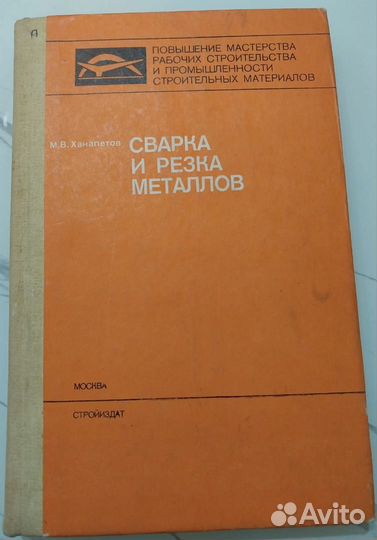 ПОВЫШЕНИЕ МАСТЕРСТВА
РАБОЧИХ СТРОИТЕЛЬСТВА
И ПРОМЫШЛЕННОСТИ
СТРОИТЕЛЬНЫХ МАТЕРИАЛОВ
М.В.Ханапетов
СВАРКА
И РЕЗКА
МЕТАЛЛОВ
МОСКВА
СТРОЙИЗДАТ
Avito